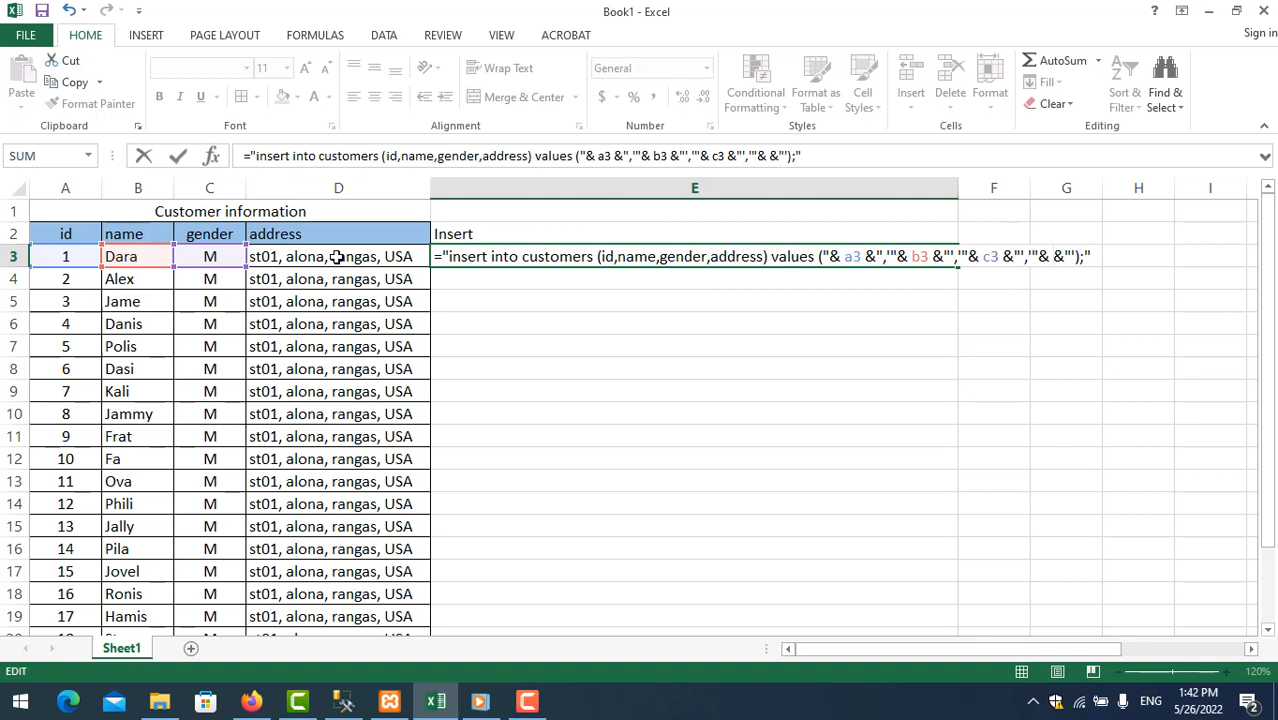 Book1 - Excel
?
FILE HOME INSERT PAGE LAYOUT FORMULAS DATA REVIEW VIEW ACROBAT Sign in
Paste Cut Copy Format Painter
Clipboard
11 A A B I U A
Font
Wrap Text Merge & Center
Alignment
General $ % ,
Number
Conditional Formatting Format as Table Cell Styles
Styles
Insert Delete Format
Cells
AutoSum Fill Clear Sort & Filter Find & Select
Editing
SUM fx ="insert into customers (id,name,gender,address) values ("& a3 &",'"& b3 &"','"& c3 &"','"& &"');"
A B C D E F G H I
1 Customer information
2 id name gender address Insert
3 1 Dara M st01, alona, rangas, USA ="insert into customers (id,name,gender,address) values ("& a3 &",'"& b3 &"','"& c3 &"','"& &"');"
4 2 Alex M st01, alona, rangas, USA
5 3 Jame M st01, alona, rangas, USA
6 4 Danis M st01, alona, rangas, USA
7 5 Polis M st01, alona, rangas, USA
8 6 Dasi M st01, alona, rangas, USA
9 7 Kali M st01, alona, rangas, USA
10 8 Jammy M st01, alona, rangas, USA
11 9 Frat M st01, alona, rangas, USA
12 10 Fa M st01, alona, rangas, USA
13 11 Ova M st01, alona, rangas, USA
14 12 Phili M st01, alona, rangas, USA
15 13 Jally M st01, alona, rangas, USA
16 14 Pila M st01, alona, rangas, USA
17 15 Jovel M st01, alona, rangas, USA
18 16 Ronis M st01, alona, rangas, USA
19 17 Hamis M st01, alona, rangas, USA
Sheet1
EDIT 120%
ENG 1:42 PM
5/26/2022 2